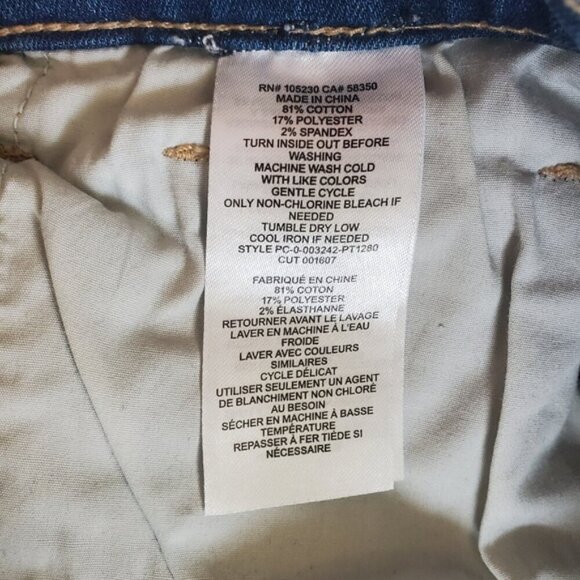 RN# 105230 CA# 58350
MADE IN CHINA
81% COTTON
17% POLYESTER
2% SPANDEX
TURN INSIDE OUT BEFORE
WASHING
MACHINE WASH COLD
WITH LIKE COLORS
GENTLE CYCLE
ONLY NON-CHLORINE BLEACH IF
NEEDED
TUMBLE DRY LOW
COOL IRON IF NEEDED
STYLE PC-0-003242-PT1280
CUT 001607
FABRIQUÉ EN CHINE
81% COTON
17% POLYESTER
2% ÉLASTHANNE
RETOURNER AVANT LE LAVAGE
LAVER EN MACHINE À L'EAU
FROIDE
LAVER AVEC COULEURS
SIMILAIRES
CYCLE DÉLICAT
UTILISER SEULEMENT UN AGENT
DE BLANCHIMENT NON CHLORÉ
AU BESOIN
SÉCHER EN MACHINE À BASSE
TEMPÉRATURE
REPASSER À FER TIÈDE SI
NÉCESSAIRE